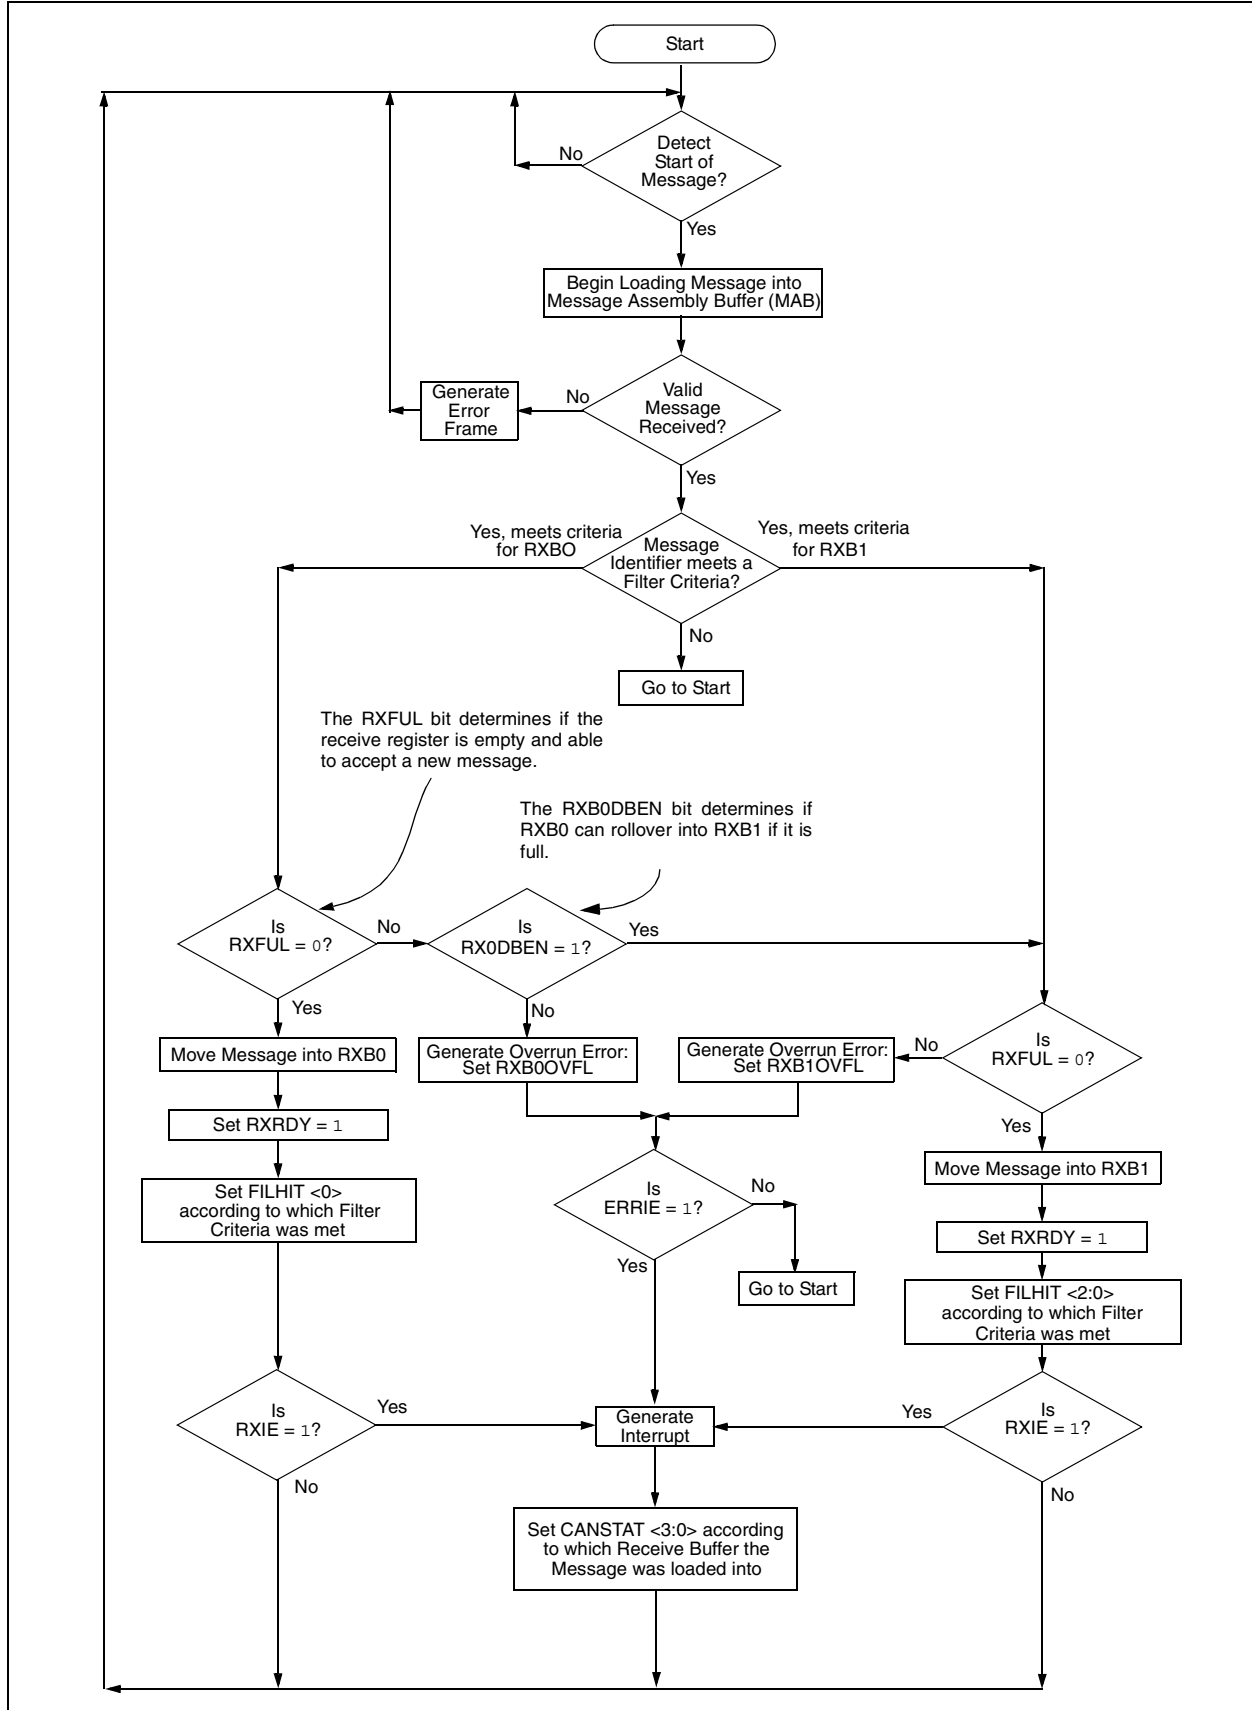 Start
Detect
Start of
Message?
No
Yes
Begin Loading Message into
Message Assembly Buffer (MAB)
Valid
Message
Received?
No
Generate
Error
Frame
Yes
Yes, meets criteria
for RXBO
Message
Identifier meets a
Filter Criteria?
Yes, meets criteria
for RXB1
No
Go to Start
The RXFUL bit determines if the
receive register is empty and able
to accept a new message.
The RXB0DBEN bit determines if
RXB0 can rollover into RXB1 if it is
full.
Is
RXFUL = 0?
No
Is
RX0DBEN = 1?
Yes
Yes
No
Move Message into RXB0
Generate Overrun Error:
Set RXB0OVFL
Generate Overrun Error:
Set RXB1OVFL
No
Is
RXFUL = 0?
Set RXRDY = 1
Yes
Set FILHIT <0>
according to which Filter
Criteria was met
Is
ERRIE = 1?
No
Move Message into RXB1
Set RXRDY = 1
Yes
Go to Start
Set FILHIT <2:0>
according to which Filter
Criteria was met
Is
RXIE = 1?
Yes
Generate
Interrupt
Yes
Is
RXIE = 1?
No
No
Set CANSTAT <3:0> according
to which Receive Buffer the
Message was loaded into